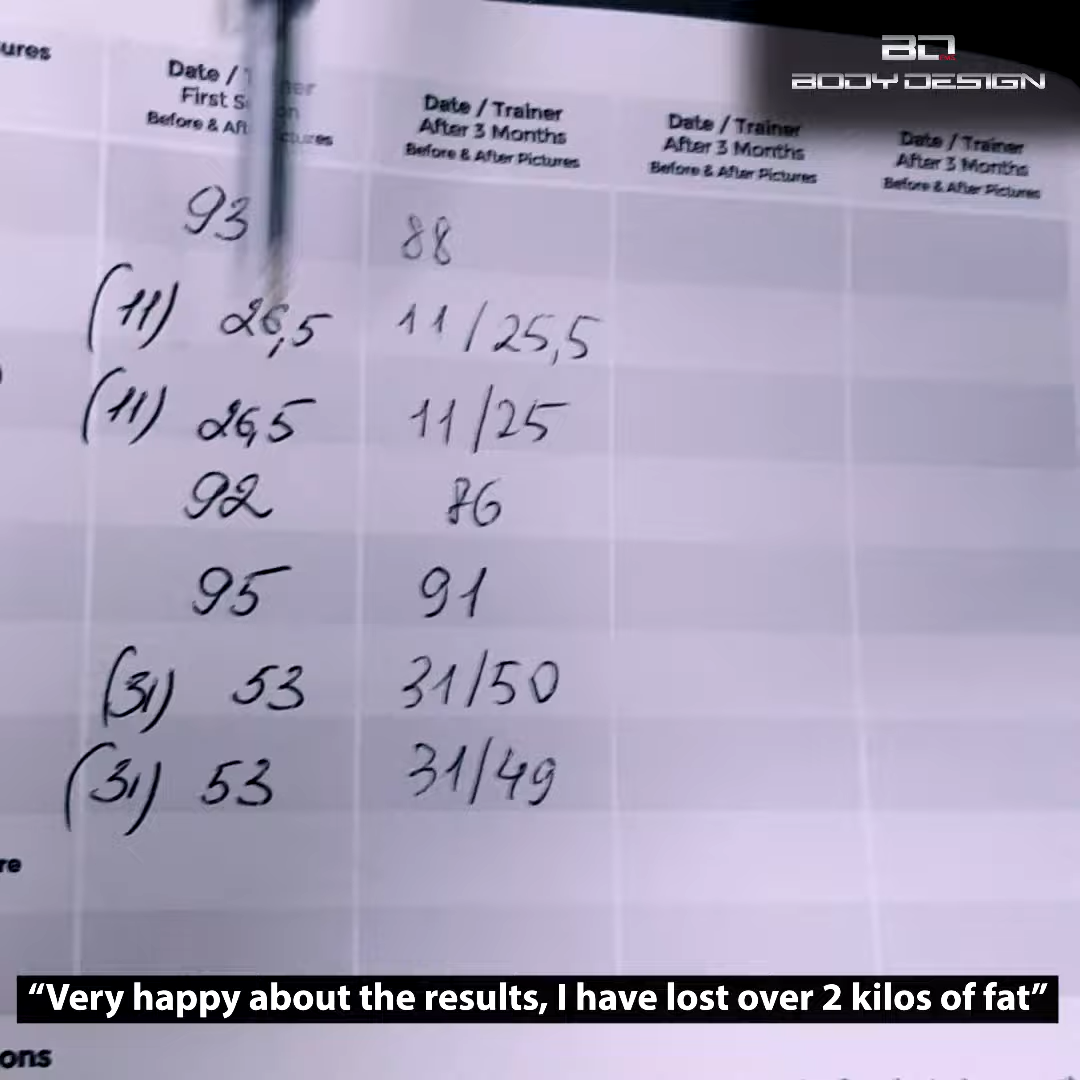 BD
BODY DESIGN
ures
Date /
First
Before & Aft
ctures
Date / Trainer
After 3 Months
Before & After Pictures
Date / Trainer
After 3 Months
Before & After Pictures
Date / Trainer
After 3 Months
Before & After Pictures
93 88
(11) 26,5 11/25,5
(11) 26,5 11/25
92 86
95 91
(31) 53 31/50
(31) 53 31/49
re
“Very happy about the results, I have lost over 2 kilos of fat”
ons